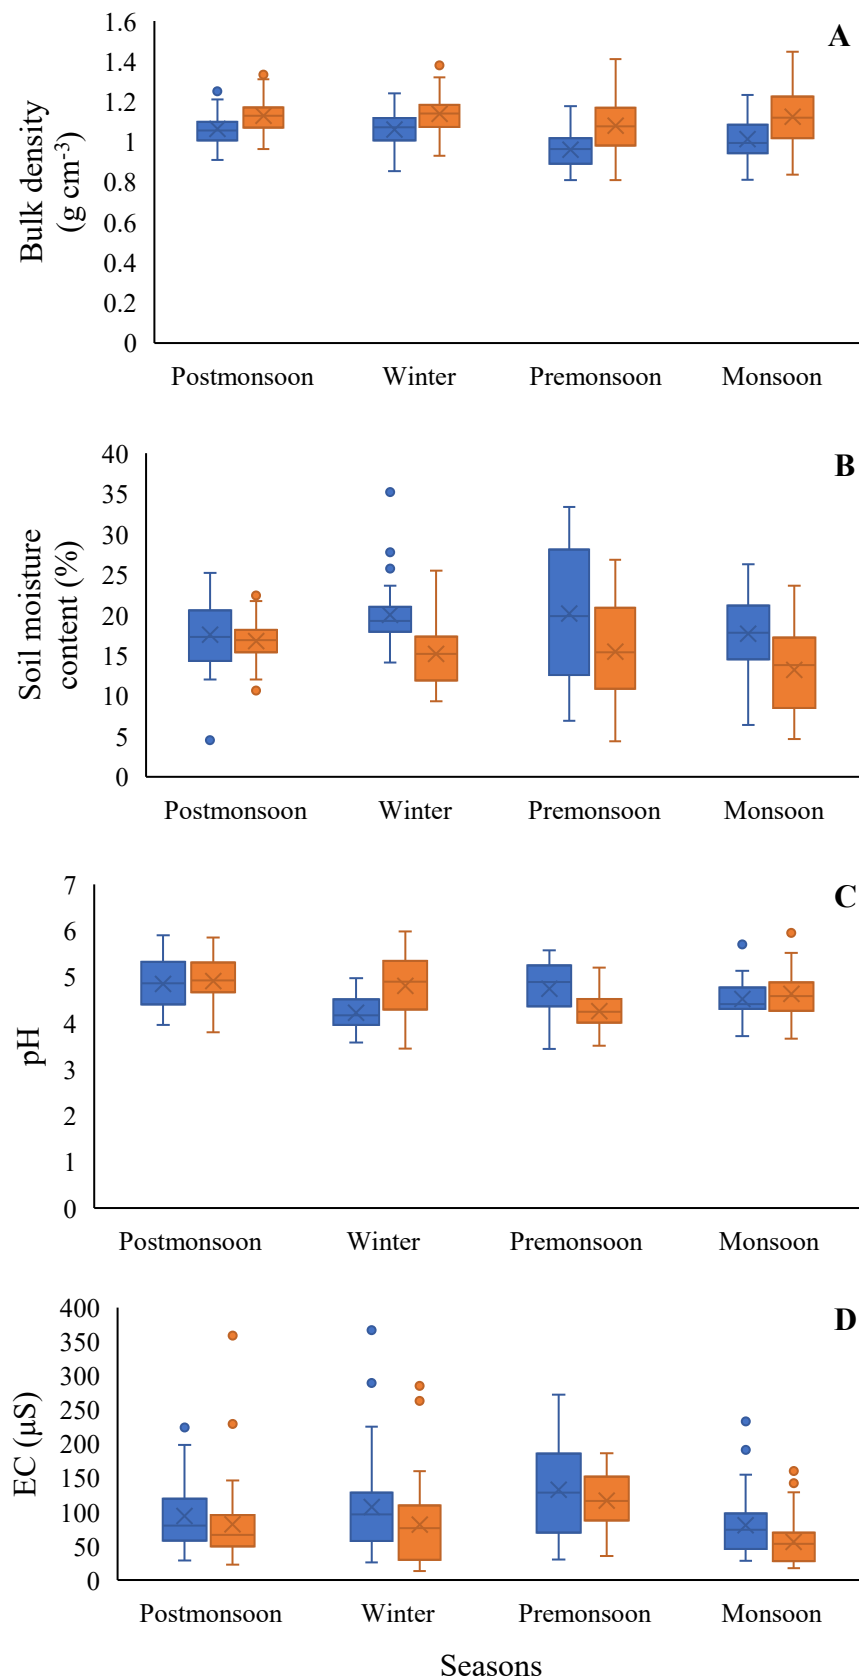 A
Bulk density
(g cm⁻³)
1.6
1.4
1.2
1
0.8
0.6
0.4
0.2
0
Postmonsoon Winter Premonsoon Monsoon
B
Soil moisture
content (%)
40
35
30
25
20
15
10
5
0
Postmonsoon Winter Premonsoon Monsoon
C
pH
7
6
5
4
3
2
1
0
Postmonsoon Winter Premonsoon Monsoon
D
EC (µS)
400
350
300
250
200
150
100
50
0
Postmonsoon Winter Premonsoon Monsoon
Seasons